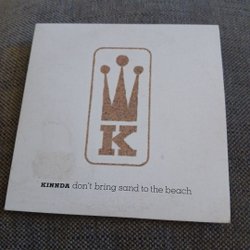 K
KINNDA don't bring sand to the beach